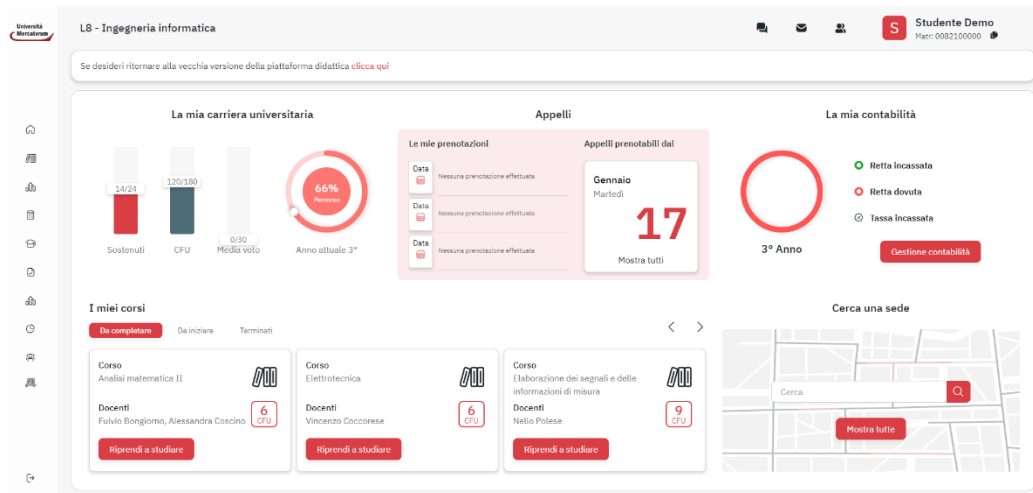 Università
Mercatorum
L8 - Ingegneria informatica
S
Studente Demo
Matr: 0082100000
Se desideri ritornare alla vecchia versione della piattaforma didattica clicca qui
La mia carriera universitaria
14/24
120/180
0/30
Sostenuti
CFU
Media voto
66%
Percorso
Anno attuale 3°
Appelli
Le mie prenotazioni
Data
Nessuna prenotazione effettuata
Data
Nessuna prenotazione effettuata
Data
Nessuna prenotazione effettuata
Appelli prenotabili dal
Gennaio
Martedì
17
Mostra tutti
La mia contabilità
3° Anno
Retta incassata
Retta dovuta
Tassa incassata
Gestione contabilità
I miei corsi
Da completare
Da iniziare
Terminati
Corso
Analisi matematica II
Docenti
Fulvio Bongiorno, Alessandra Coscino
6
CFU
Riprendi a studiare
Corso
Elettrotecnica
Docenti
Vincenzo Coccorese
6
CFU
Riprendi a studiare
Corso
Elaborazione dei segnali e delle
informazioni di misura
Docenti
Nello Polese
9
CFU
Riprendi a studiare
Cerca una sede
Cerca
Mostra tutte